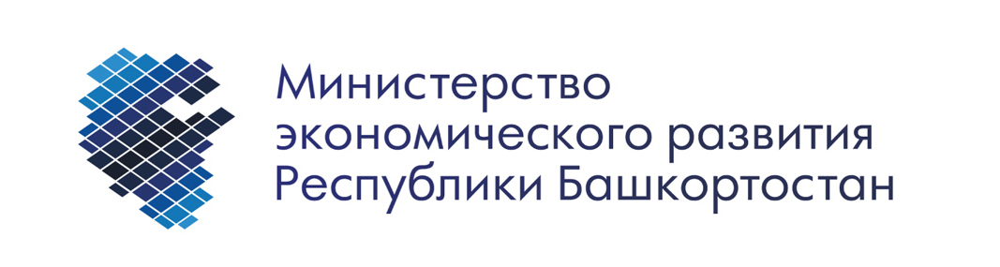 Министерство
экономического развития
Республики Башкортостан